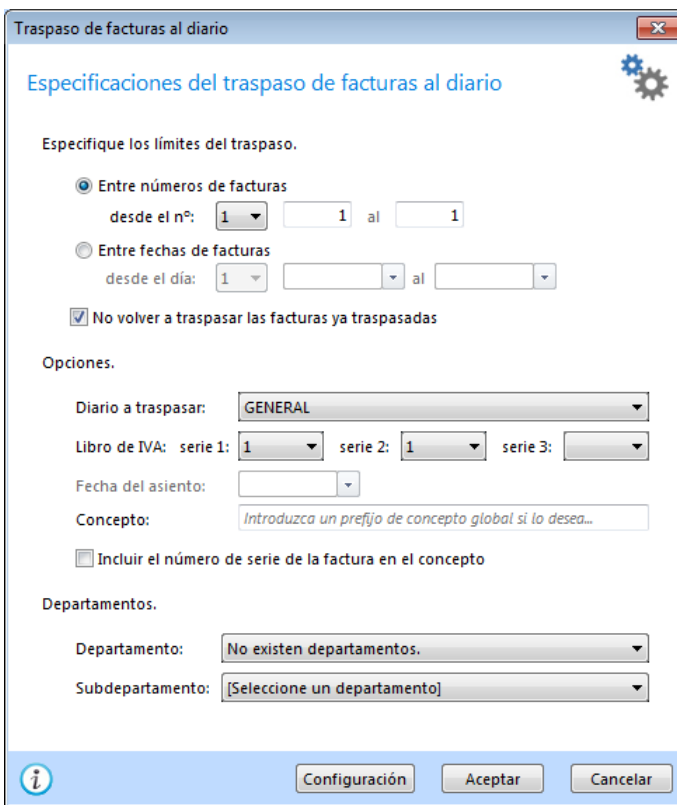 Traspaso de facturas al diario
Especificaciones del traspaso de facturas al diario
Especifique los límites del traspaso.
Entre números de facturas
desde el nº: 1 1 al 1
Entre fechas de facturas
desde el día: 1 al
No volver a traspasar las facturas ya traspasadas
Opciones.
Diario a traspasar: GENERAL
Libro de IVA: serie 1: 1 serie 2: 1 serie 3:
Fecha del asiento:
Concepto: Introduzca un prefijo de concepto global si lo desea...
Incluir el número de serie de la factura en el concepto
Departamentos.
Departamento: No existen departamentos.
Subdepartamento: [Seleccione un departamento]
i Configuración Aceptar Cancelar